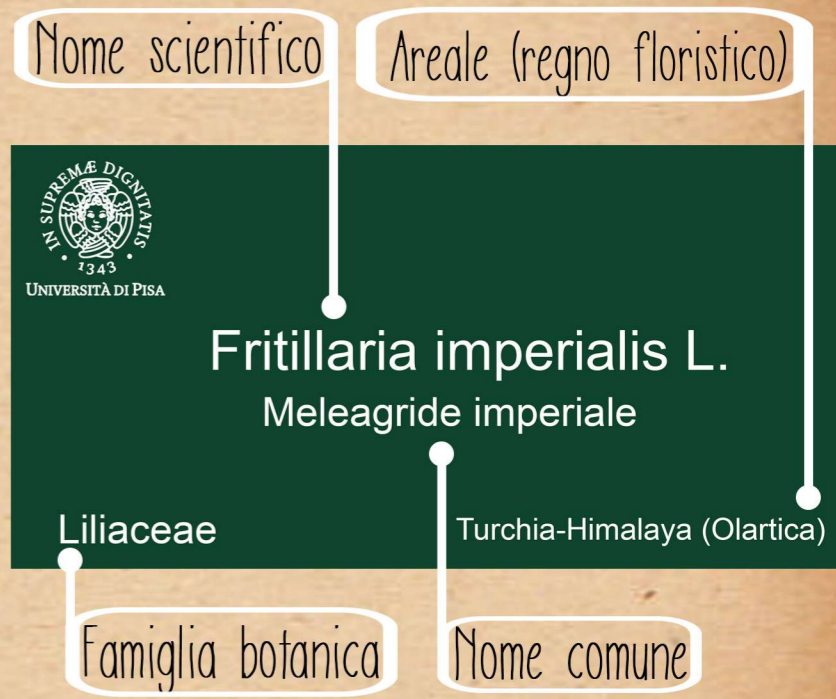 Nome scientifico
Areale (regno floristico)
IN SUPREMÆ DIGNITATIS
1343
UNIVERSITÀ DI PISA
Fritillaria imperialis L.
Meleagride imperiale
Liliaceae
Turchia-Himalaya (Olartica)
Famiglia botanica
Nome comune